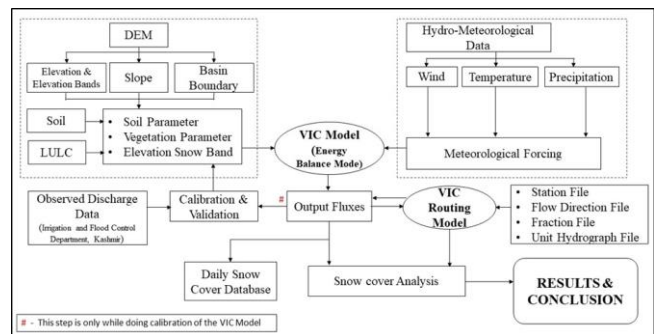 DEM
Elevation &
Elevation Bands
Slope
Basin
Boundary
Soil
LULC
• Soil Parameter
• Vegetation Parameter
• Elevation Snow Band
Hydro-Meteorological
Data
Wind
Temperature
Precipitation
Meteorological Forcing
VIC Model
(Energy
Balance Mode)
Observed Discharge
Data
(Irrigation and Flood Control
Department, Kashmir)
Calibration &
Validation
#
Output Fluxes
VIC
Routing
Model
• Station File
• Flow Direction File
• Fraction File
• Unit Hydrograph File
Daily Snow
Cover Database
Snow cover Analysis
RESULTS &
CONCLUSION
# - This step is only while doing calibration of the VIC Model